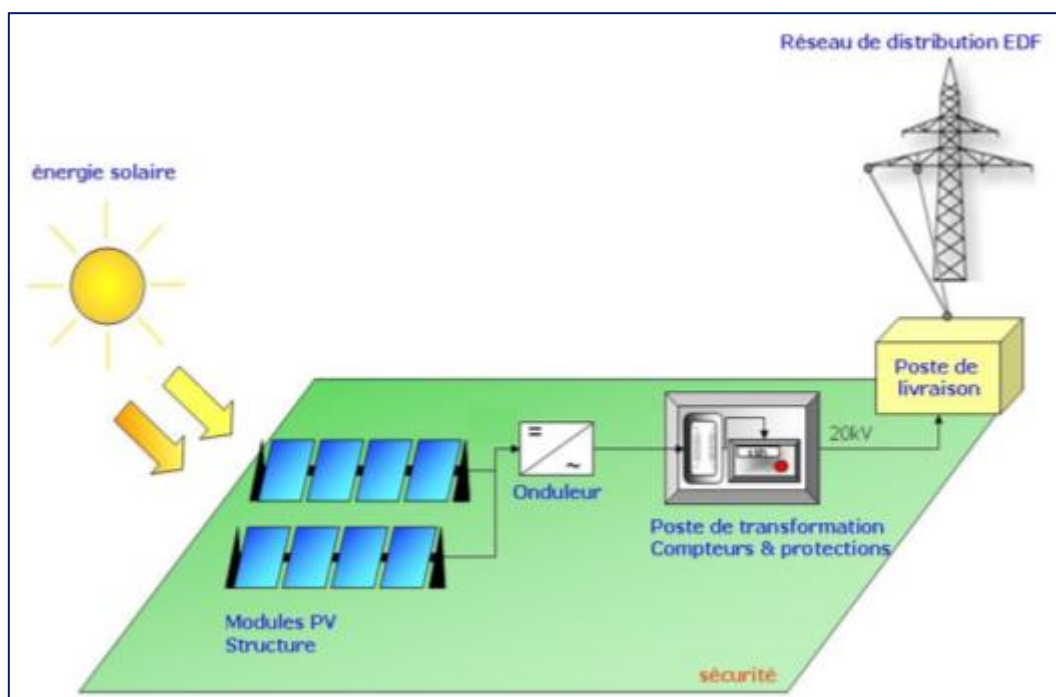 Réseau de distribution EDF
énergie solaire
Poste de
livraison
20kV
=
~
Onduleur
Poste de transformation
Compteurs & protections
Modules PV
Structure
sécurité